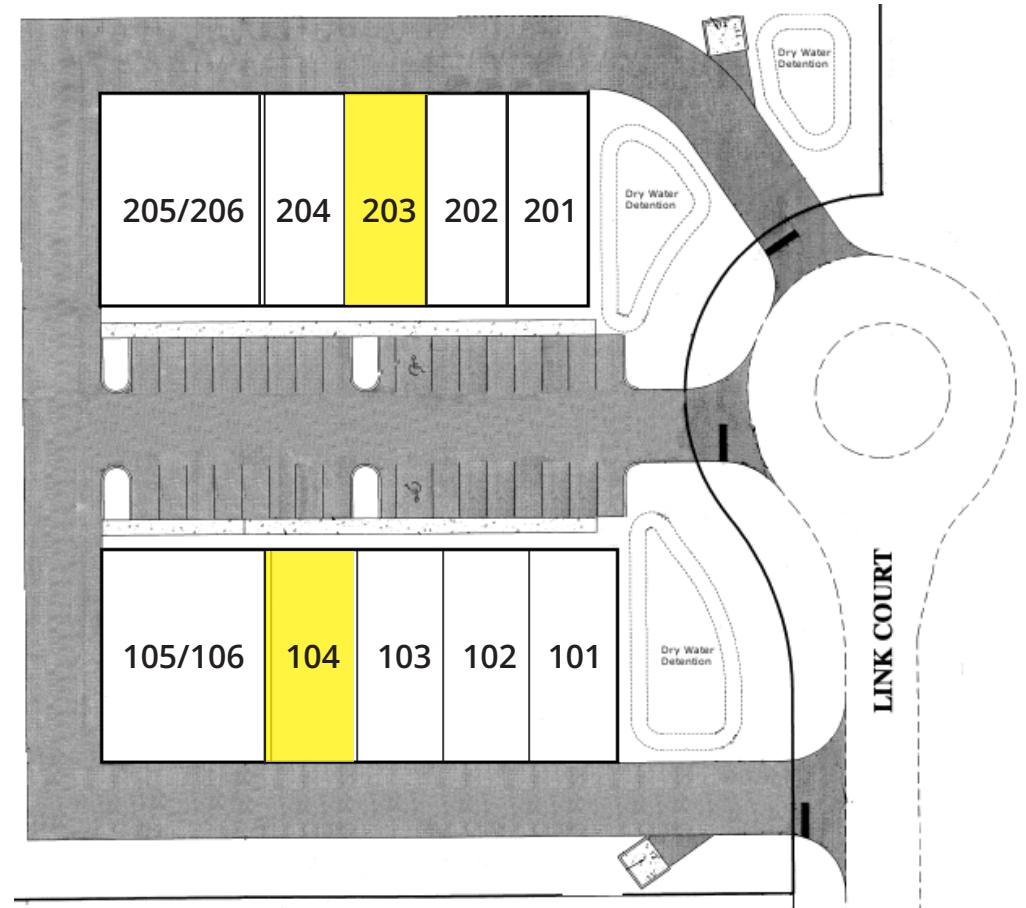 Dry Water
Detention
205/206
204
203
202
201
Dry Water
Detention
105/106
104
103
102
101
Dry Water
Detention
LINK COURT